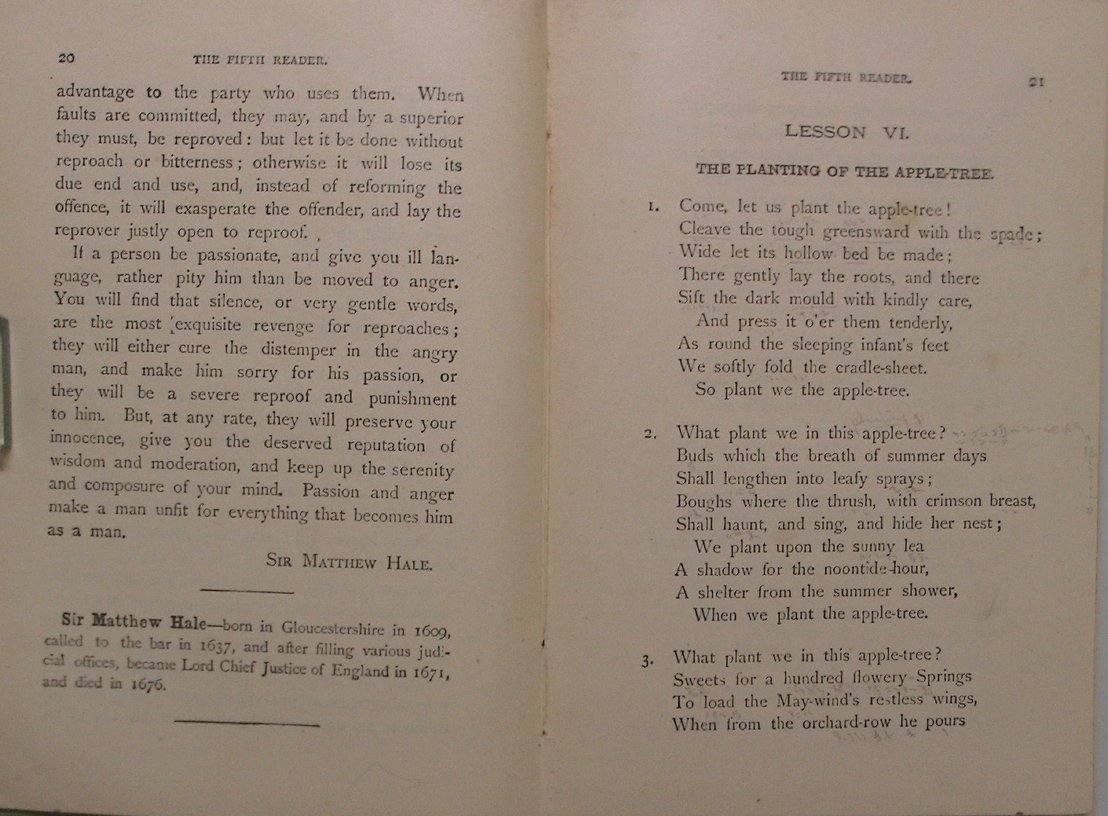 20
THE FIFTH READER.
advantage to the party who uses them. When
faults are committed, they may, and by a superior
they must, be reproved: but let it be done without
reproach or bitterness; otherwise it will lose its
due end and use, and, instead of reforming the
offence, it will exasperate the offender, and lay the
reprover justly open to reproof.
If a person be passionate, and give you ill lan-
guage, rather pity him than be moved to anger.
You will find that silence, or very gentle words,
are the most exquisite revenge for reproaches;
they will either cure the distemper in the angry
man, and make him sorry for his passion, or
they will be a severe reproof and punishment
to him. But, at any rate, they will preserve your
innocence, give you the deserved reputation of
wisdom and moderation, and keep up the serenity
and composure of your mind. Passion and anger
make a man unfit for everything that becomes him
as a man.
SIR MATTHEW HALE.
Sir Matthew Hale—born in Gloucestershire in 1609,
called to the bar in 1637, and after filling various judi-
cial offices, became Lord Chief Justice of England in 1671,
and died in 1676.
THE FIFTH READER.
21
LESSON VI.
THE PLANTING OF THE APPLE-TREE.
1. Come, let us plant the apple-tree!
Cleave the tough greensward with the spade;
Wide let its hollow bed be made;
There gently lay the roots, and there
Sift the dark mould with kindly care,
And press it o'er them tenderly,
As round the sleeping infant's feet
We softly fold the cradle-sheet.
So plant we the apple-tree.
2. What plant we in this apple-tree?
Buds which the breath of summer days
Shall lengthen into leafy sprays;
Boughs where the thrush, with crimson breast,
Shall haunt, and sing, and hide her nest;
We plant upon the sunny lea
A shadow for the noontide-hour,
A shelter from the summer shower,
When we plant the apple-tree.
3. What plant we in this apple-tree?
Sweets for a hundred flowery Springs
To load the May-wind's restless wings,
When from the orchard-row he pours